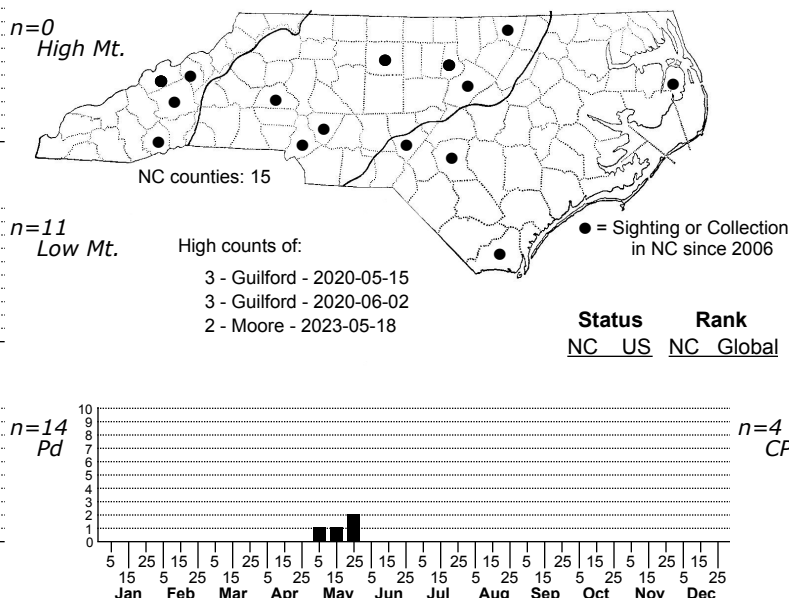 n=0
High Mt.
NC counties: 15
n=11
Low Mt.
High counts of:
3 - Guilford - 2020-05-15
3 - Guilford - 2020-06-02
2 - Moore - 2023-05-18
● = Sighting or Collection
in NC since 2006
Status Rank
NC US NC Global
n=14
Pd
n=4
CP
10
9
8
7
6
5
4
3
2
1
0
5 25 15 5 25 15 5 25 15 5 25 15 5 25 15 5 25 15
15 5 25 15 5 25 15 5 25 15 5 25 15 5 25 15 5 25
Jan Feb Mar Apr May Jun Jul Aug Sep Oct Nov Dec